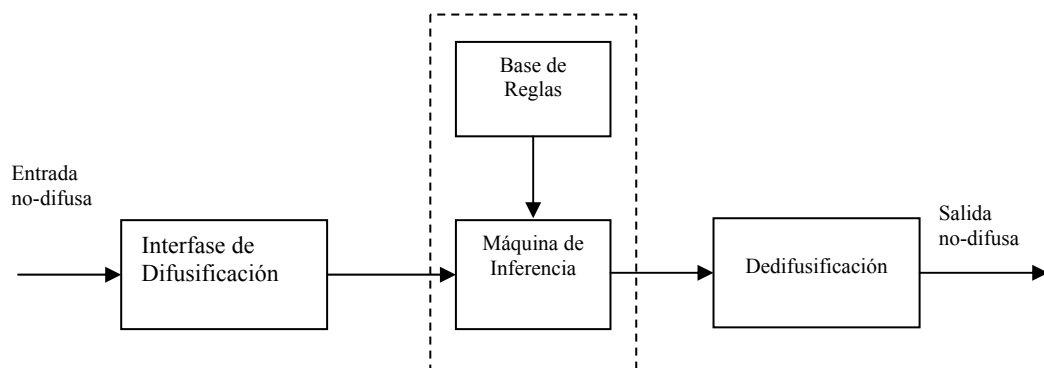 Base de
Reglas
Entrada
no-difusa
Interfase de
Difusificación
Máquina de
Inferencia
Dedifusificación
Salida
no-difusa